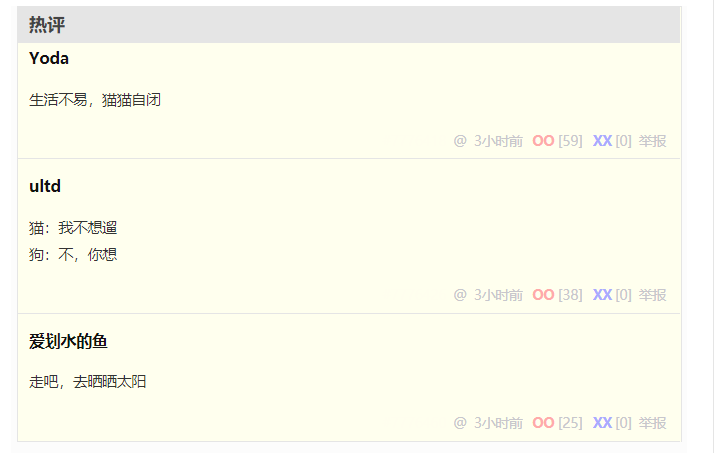 热评
Yoda
生活不易，猫猫自闭
@ 3小时前 OO [59] XX [0] 举报
ultd
猫：我不想遛
狗：不，你想
@ 3小时前 OO [38] XX [0] 举报
爱划水的鱼
走吧，去晒晒太阳
@ 3小时前 OO [25] XX [0] 举报